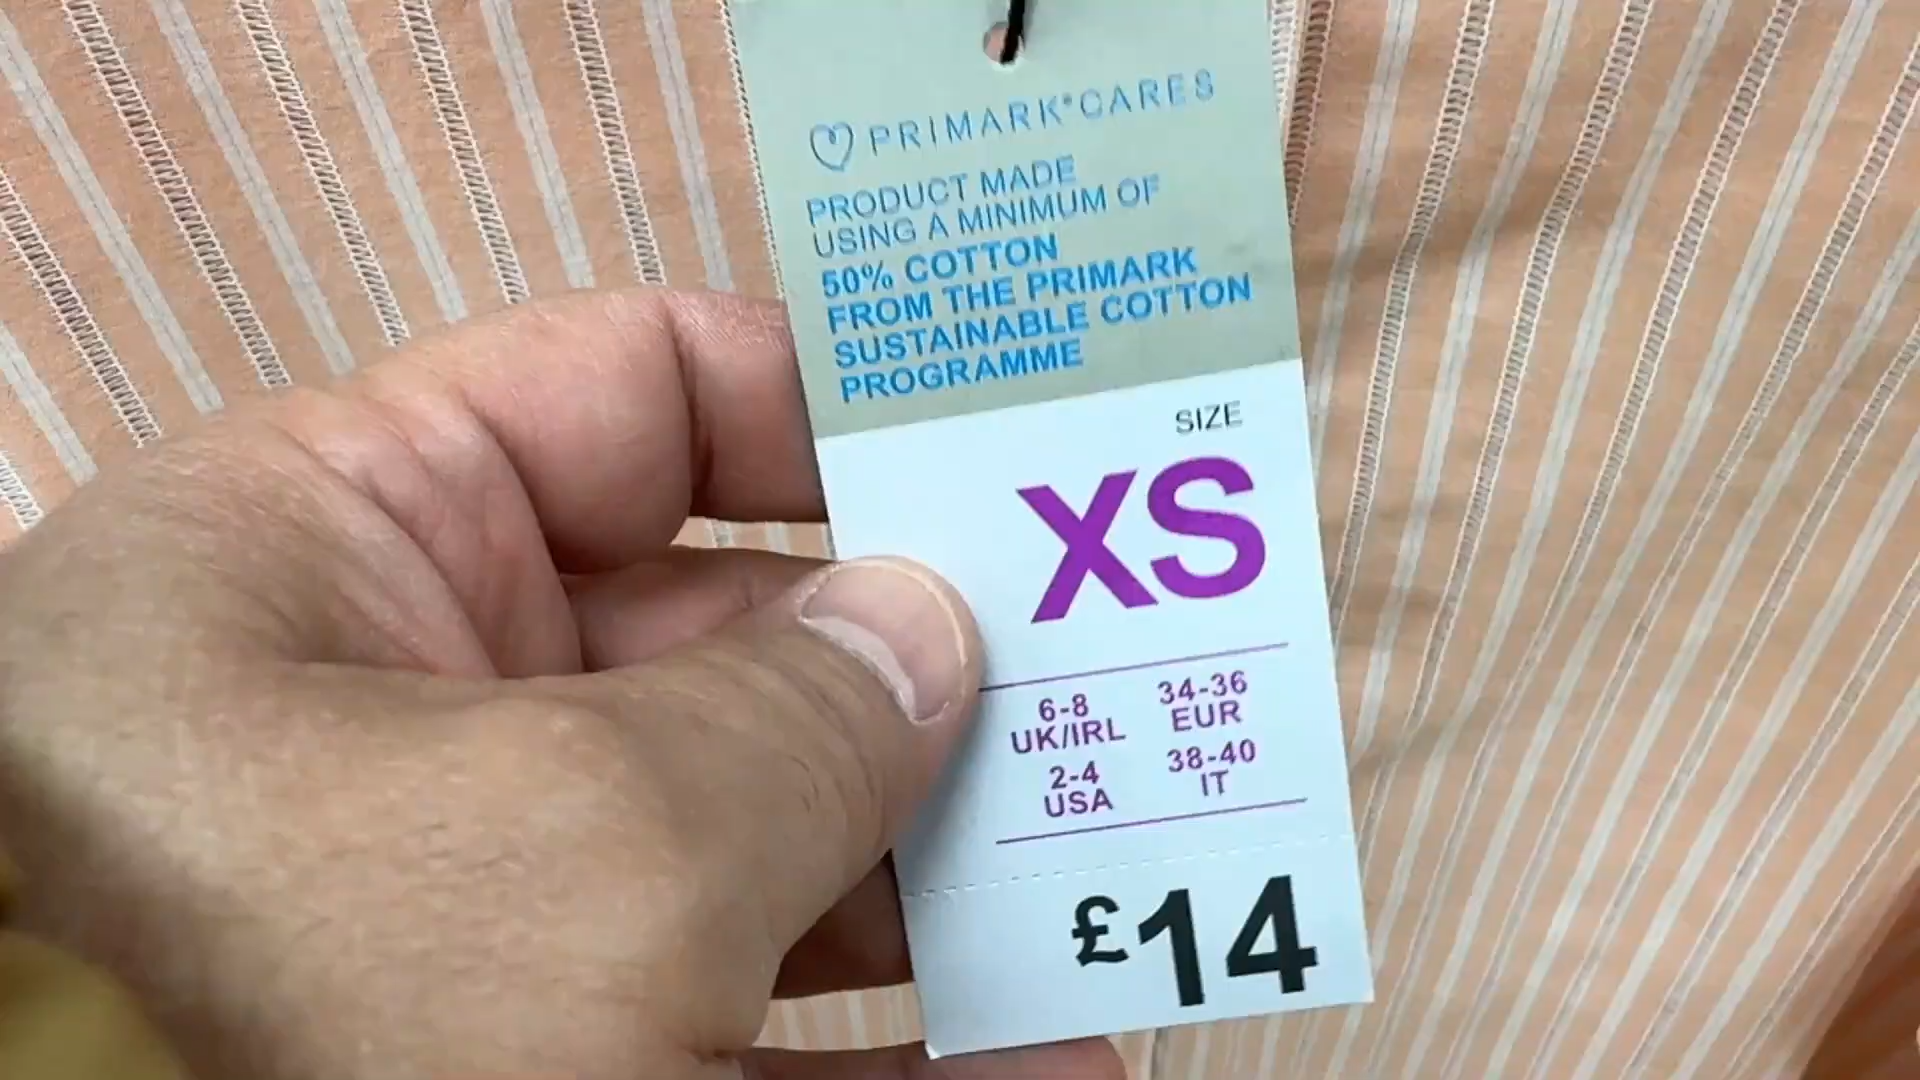 PRIMARK®CARES
PRODUCT MADE
USING A MINIMUM OF
50% COTTON
FROM THE PRIMARK
SUSTAINABLE COTTON
PROGRAMME
SIZE
XS
6-8 34-36
UK/IRL EUR
2-4 38-40
USA IT
£14